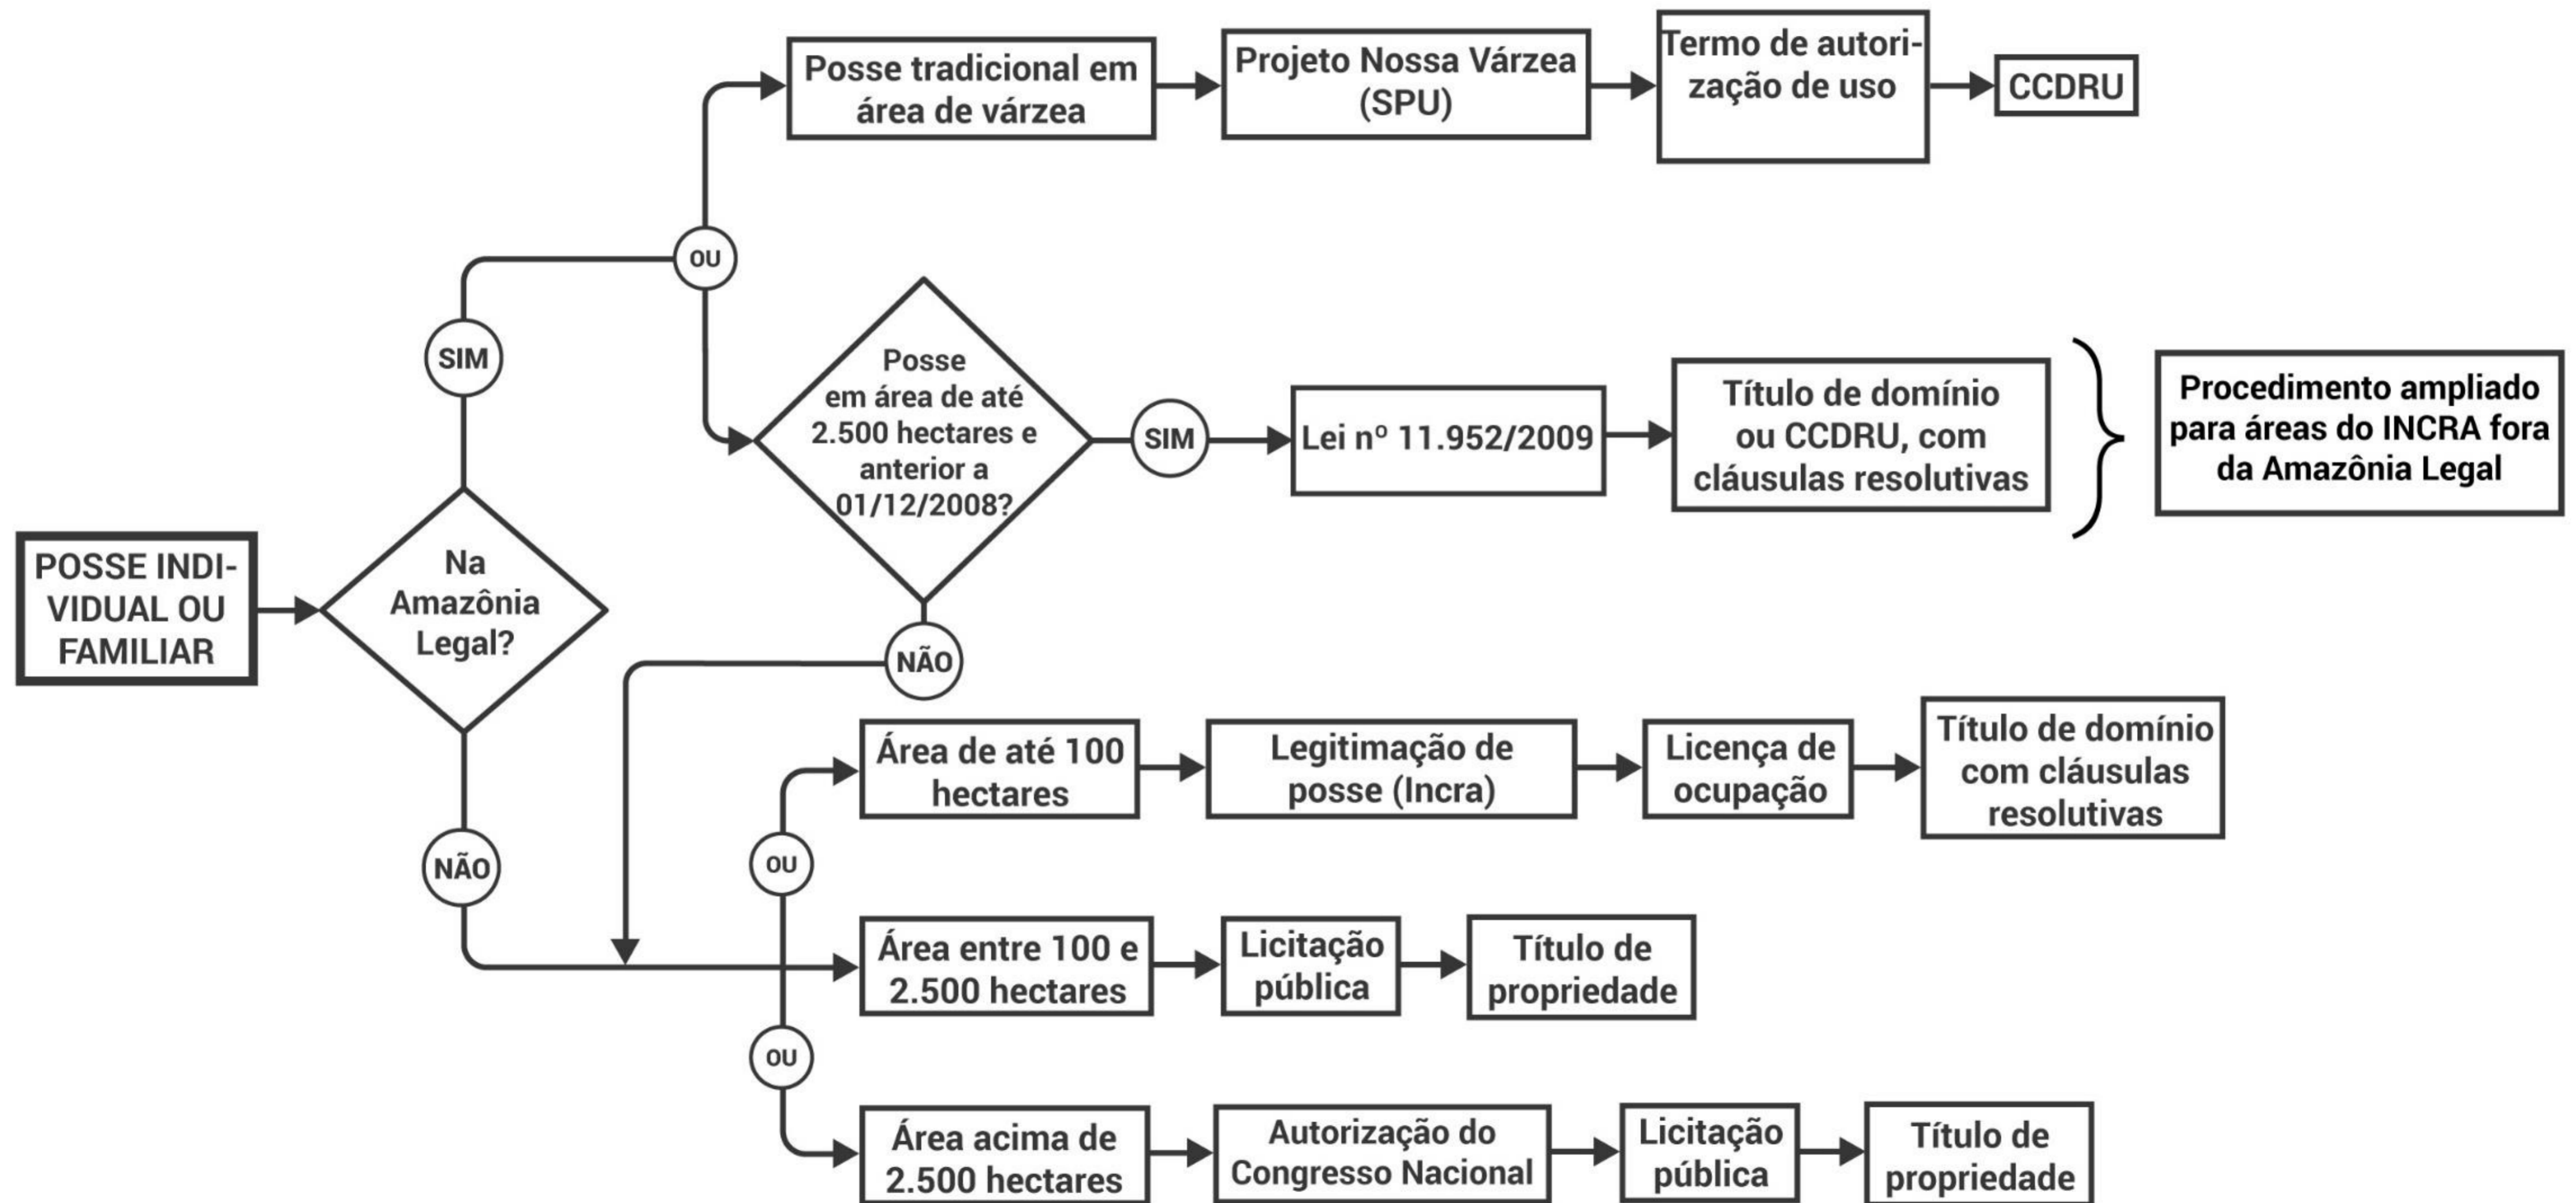 Posse tradicional em
área de várzea
Projeto Nossa Várzea
(SPU)
Termo de autori-
zação de uso
CCDRU
OU
SIM
Posse
em área de até
2.500 hectares e
anterior a
01/12/2008?
SIM
Lei nº 11.952/2009
Título de domínio
ou CCDRU, com
cláusulas resolutivas
Procedimento ampliado
para áreas do INCRA fora
da Amazônia Legal
POSSE INDI-
VIDUAL OU
FAMILIAR
Na
Amazônia
Legal?
NÃO
Área de até 100
hectares
Legitimação de
posse (Incra)
Licença de
ocupação
Título de domínio
com cláusulas
resolutivas
NÃO
OU
Área entre 100 e
2.500 hectares
Licitação
pública
Título de
propriedade
OU
Área acima de
2.500 hectares
Autorização do
Congresso Nacional
Licitação
pública
Título de
propriedade